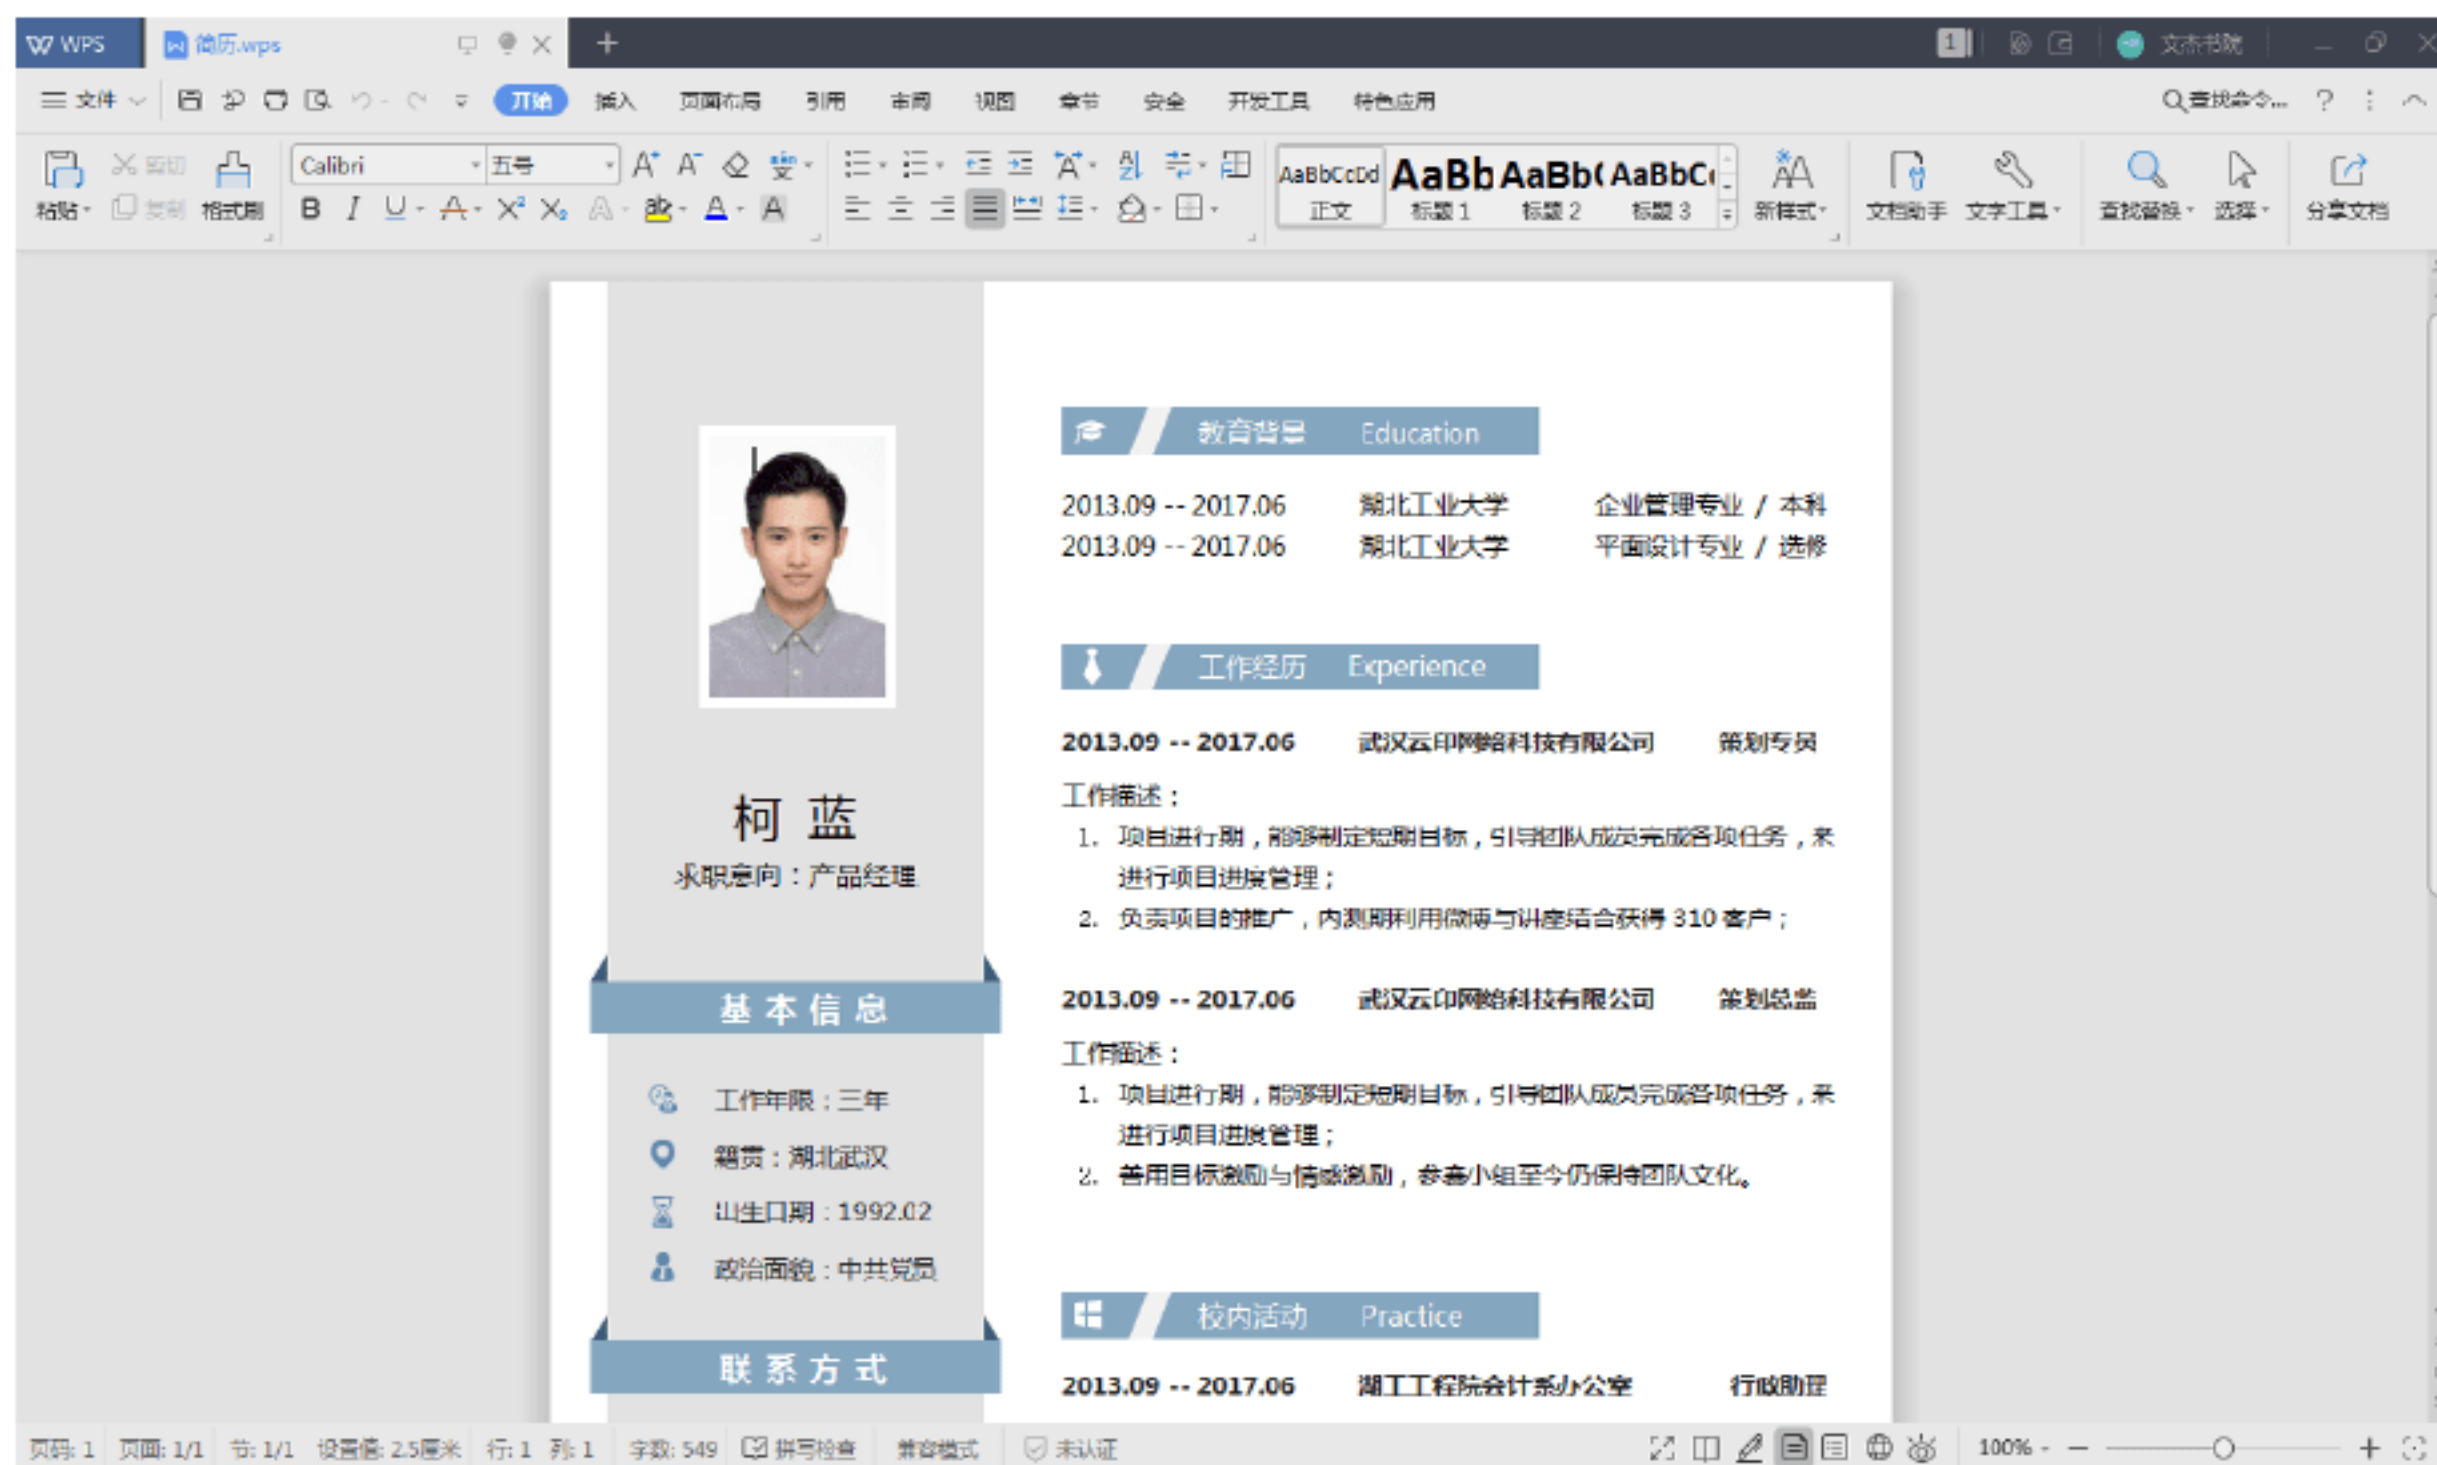 WPS 简历.wps 1 文杰书院
文件 开始 插入 页面布局 引用 审阅 视图 章节 安全 开发工具 特色应用 查找命令...
Calibri 五号
粘贴 剪切 复制 格式刷
AaBbCcDd AaBb AaBb( AaBbC
正文 标题 1 标题 2 标题 3 新样式 文档助手 文字工具 查找替换 选择 分享文档
柯 蓝
求职意向：产品经理
基本信息
工作年限：三年
籍贯：湖北武汉
出生日期：1992.02
政治面貌：中共党员
联系方式
教育背景 Education
2013.09 -- 2017.06 湖北工业大学 企业管理专业 / 本科
2013.09 -- 2017.06 湖北工业大学 平面设计专业 / 选修
工作经历 Experience
2013.09 -- 2017.06 武汉云印网络科技有限公司 策划专员
工作描述：
1. 项目进行期，能够制定短期目标，引导团队成员完成各项任务，来
进行项目进度管理；
2. 负责项目的推广，内测期利用微博与讲座结合获得 310 客户；
2013.09 -- 2017.06 武汉云印网络科技有限公司 策划总监
工作描述：
1. 项目进行期，能够制定短期目标，引导团队成员完成各项任务，来
进行项目进度管理；
2. 善用目标激励与情感激励，参赛小组至今仍保持团队文化。
校内活动 Practice
2013.09 -- 2017.06 湖工工程院会计系办公室 行政助理
页码: 1 页面: 1/1 节: 1/1 设置值: 2.5厘米 行: 1 列: 1 字数: 549 拼写检查 兼容模式 未认证 100%